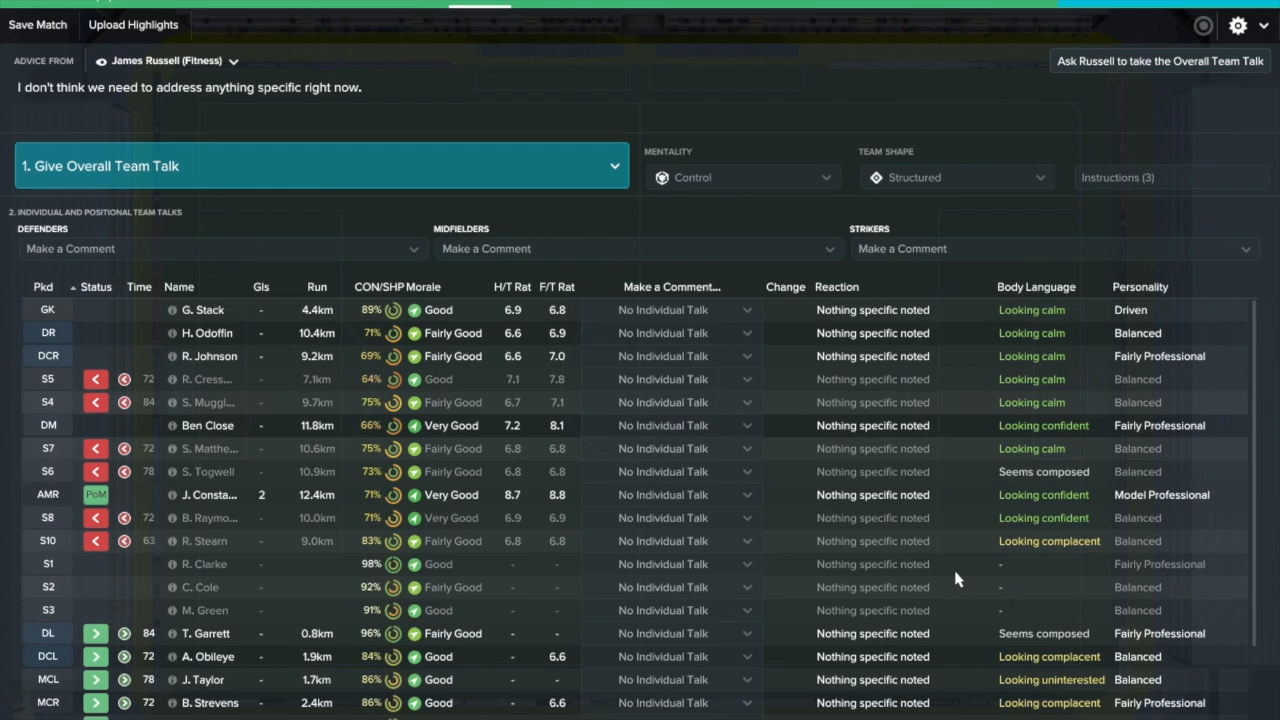 Save Match Upload Highlights
ADVICE FROM James Russell (Fitness) Ask Russell to take the Overall Team Talk
I don't think we need to address anything specific right now.
MENTALITY TEAM SHAPE
1. Give Overall Team Talk Control Structured Instructions (3)
2. INDIVIDUAL AND POSITIONAL TEAM TALKS
DEFENDERS MIDFIELDERS STRIKERS
Make a Comment Make a Comment Make a Comment
Pkd Status Time Name Gls Run CON/SHP Morale H/T Rat F/T Rat Make a Comment... Change Reaction Body Language Personality
GK G. Stack - 4.4km 89% Good 6.9 6.8 No Individual Talk Nothing specific noted Looking calm Driven
DR H. Odoffin - 10.4km 71% Fairly Good 6.6 6.9 No Individual Talk Nothing specific noted Looking calm Balanced
DCR R. Johnson - 9.2km 69% Fairly Good 6.6 7.0 No Individual Talk Nothing specific noted Looking calm Fairly Professional
S5 72 R. Cress... - 7.1km 64% Good 7.1 7.8 No Individual Talk Nothing specific noted Looking calm Balanced
S4 84 S. Muggl... - 9.7km 75% Fairly Good 6.7 7.1 No Individual Talk Nothing specific noted Looking calm Balanced
DM Ben Close - 11.8km 66% Very Good 7.2 8.1 No Individual Talk Nothing specific noted Looking confident Fairly Professional
S7 72 S. Matthe... - 10.6km 75% Fairly Good 6.8 6.8 No Individual Talk Nothing specific noted Looking calm Balanced
S6 78 S. Togwell - 10.9km 73% Fairly Good 6.8 6.8 No Individual Talk Nothing specific noted Seems composed Balanced
AMR PoM J. Consta... 2 12.4km 71% Very Good 8.7 8.8 No Individual Talk Nothing specific noted Looking confident Model Professional
S8 72 B. Raymo... - 10.0km 71% Very Good 6.9 6.9 No Individual Talk Nothing specific noted Looking confident Balanced
S10 63 R. Stearn - 9.0km 83% Fairly Good 6.8 6.8 No Individual Talk Nothing specific noted Looking complacent Balanced
S1 R. Clarke 98% Good - - No Individual Talk Nothing specific noted - Fairly Professional
S2 C. Cole 92% Fairly Good - - No Individual Talk Nothing specific noted - Balanced
S3 M. Green 91% Good - - No Individual Talk Nothing specific noted - Balanced
DL 84 T. Garrett - 0.8km 96% Fairly Good - - No Individual Talk Nothing specific noted Seems composed Fairly Professional
DCL 72 A. Obileye - 1.9km 84% Good - 6.6 No Individual Talk Nothing specific noted Looking complacent Balanced
MCL 78 J. Taylor - 1.7km 86% Good - - No Individual Talk Nothing specific noted Looking uninterested Balanced
MCR 72 B. Strevens - 2.4km 86% Good - 6.6 No Individual Talk Nothing specific noted Looking complacent Fairly Professional